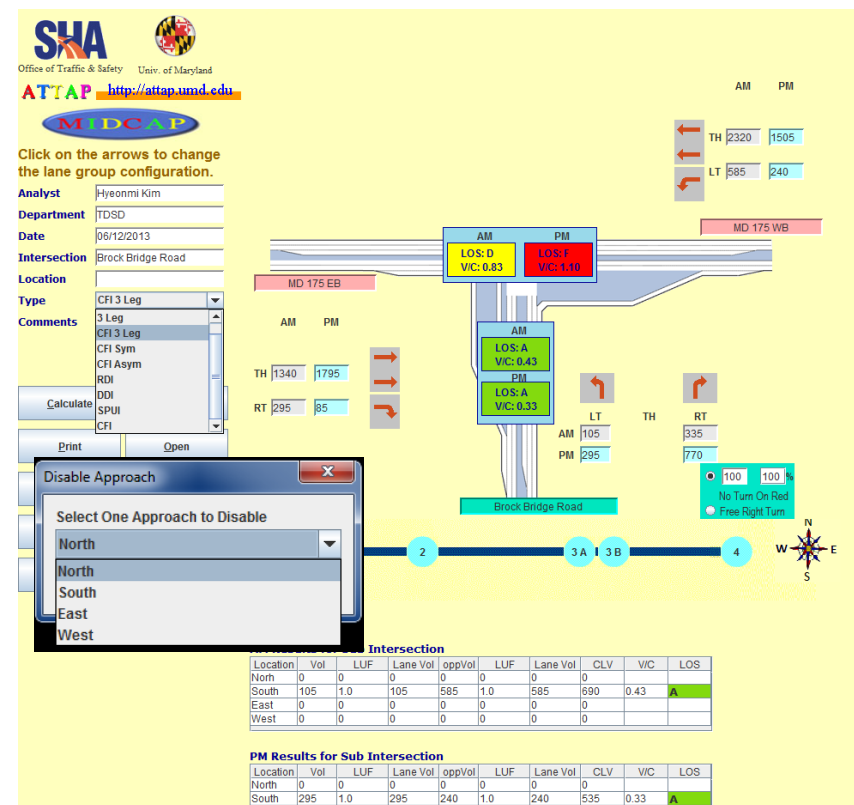 SHA
Office of Traffic & Safety Univ. of Maryland
ATTAP http://attap.umd.edu
MIDCAP
Click on the arrows to change
the lane group configuration.
Analyst Hyeonmi Kim
Department TDSD
Date 06/12/2013
Intersection Brock Bridge Road
Location
Type CFI 3 Leg
Comments
3 Leg
CFI 3 Leg
CFI Sym
CFI Asym
RDI
DDI
SPUI
CFI
Calculate
Print Open
Disable Approach
X
Select One Approach to Disable
North
North
South
East
West
AM PM
TH 2320 1505
LT 585 240
MD 175 WB
AM PM
LOS: D LOS: F
V/C: 0.83 V/C: 1.10
MD 175 EB
AM PM
TH 1340 1795
RT 295 85
AM
LOS: A
V/C: 0.43
PM
LOS: A
V/C: 0.33
LT TH RT
AM 105 335
PM 295 770
100 100 %
No Turn On Red
Free Right Turn
Brock Bridge Road
N
W E
S
2 3 A 3 B 4
Sub Intersection
Location Vol LUF Lane Vol oppVol LUF Lane Vol CLV V/C LOS
Norh 0 0 0 0 0 0 0
South 105 1.0 105 585 1.0 585 690 0.43 A
East 0 0 0 0 0 0 0
West 0 0 0 0 0 0 0
PM Results for Sub Intersection
Location Vol LUF Lane Vol oppVol LUF Lane Vol CLV V/C LOS
North 0 0 0 0 0 0 0
South 295 1.0 295 240 1.0 240 535 0.33 A